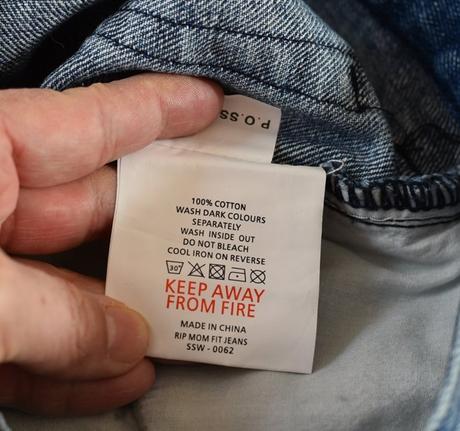 P.O.SS
100% COTTON
WASH DARK COLOURS
SEPARATELY
WASH INSIDE OUT
DO NOT BLEACH
COOL IRON ON REVERSE
30°
KEEP AWAY
FROM FIRE
MADE IN CHINA
RIP MOM FIT JEANS
SSW - 0062